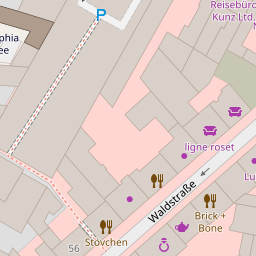 Reisebüro
Kunz Ltd.
P
phia
ee
ligne roset
Lu
Waldstraße
Brick +
Bone
56
Stövchen